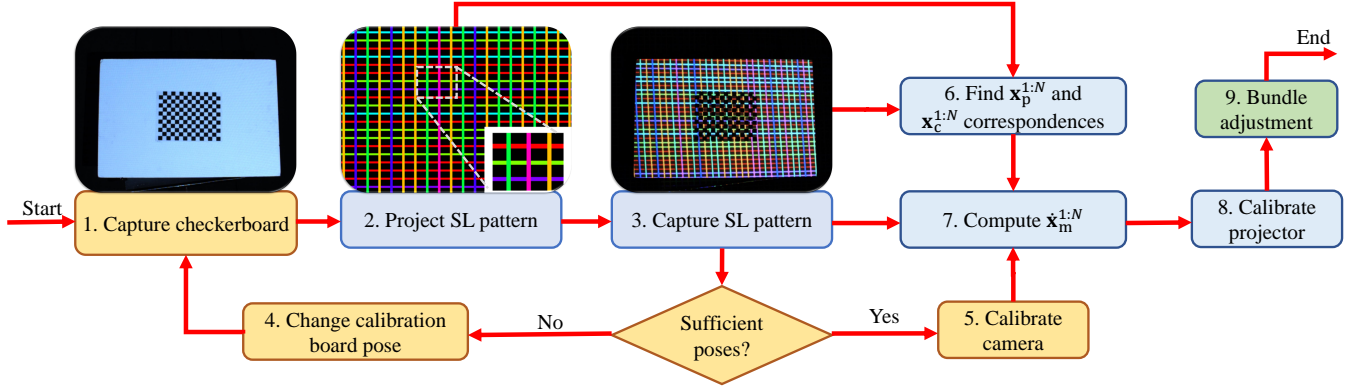 Start
1. Capture checkerboard
2. Project SL pattern
3. Capture SL pattern
4. Change calibration
board pose
No
Sufficient
poses?
Yes
5. Calibrate
camera
6. Find 𝐱ₚ¹:ᴺ and
𝐱_c^{1:N} correspondences
7. Compute ẋ_m^{1:N}
8. Calibrate
projector
9. Bundle
adjustment
End